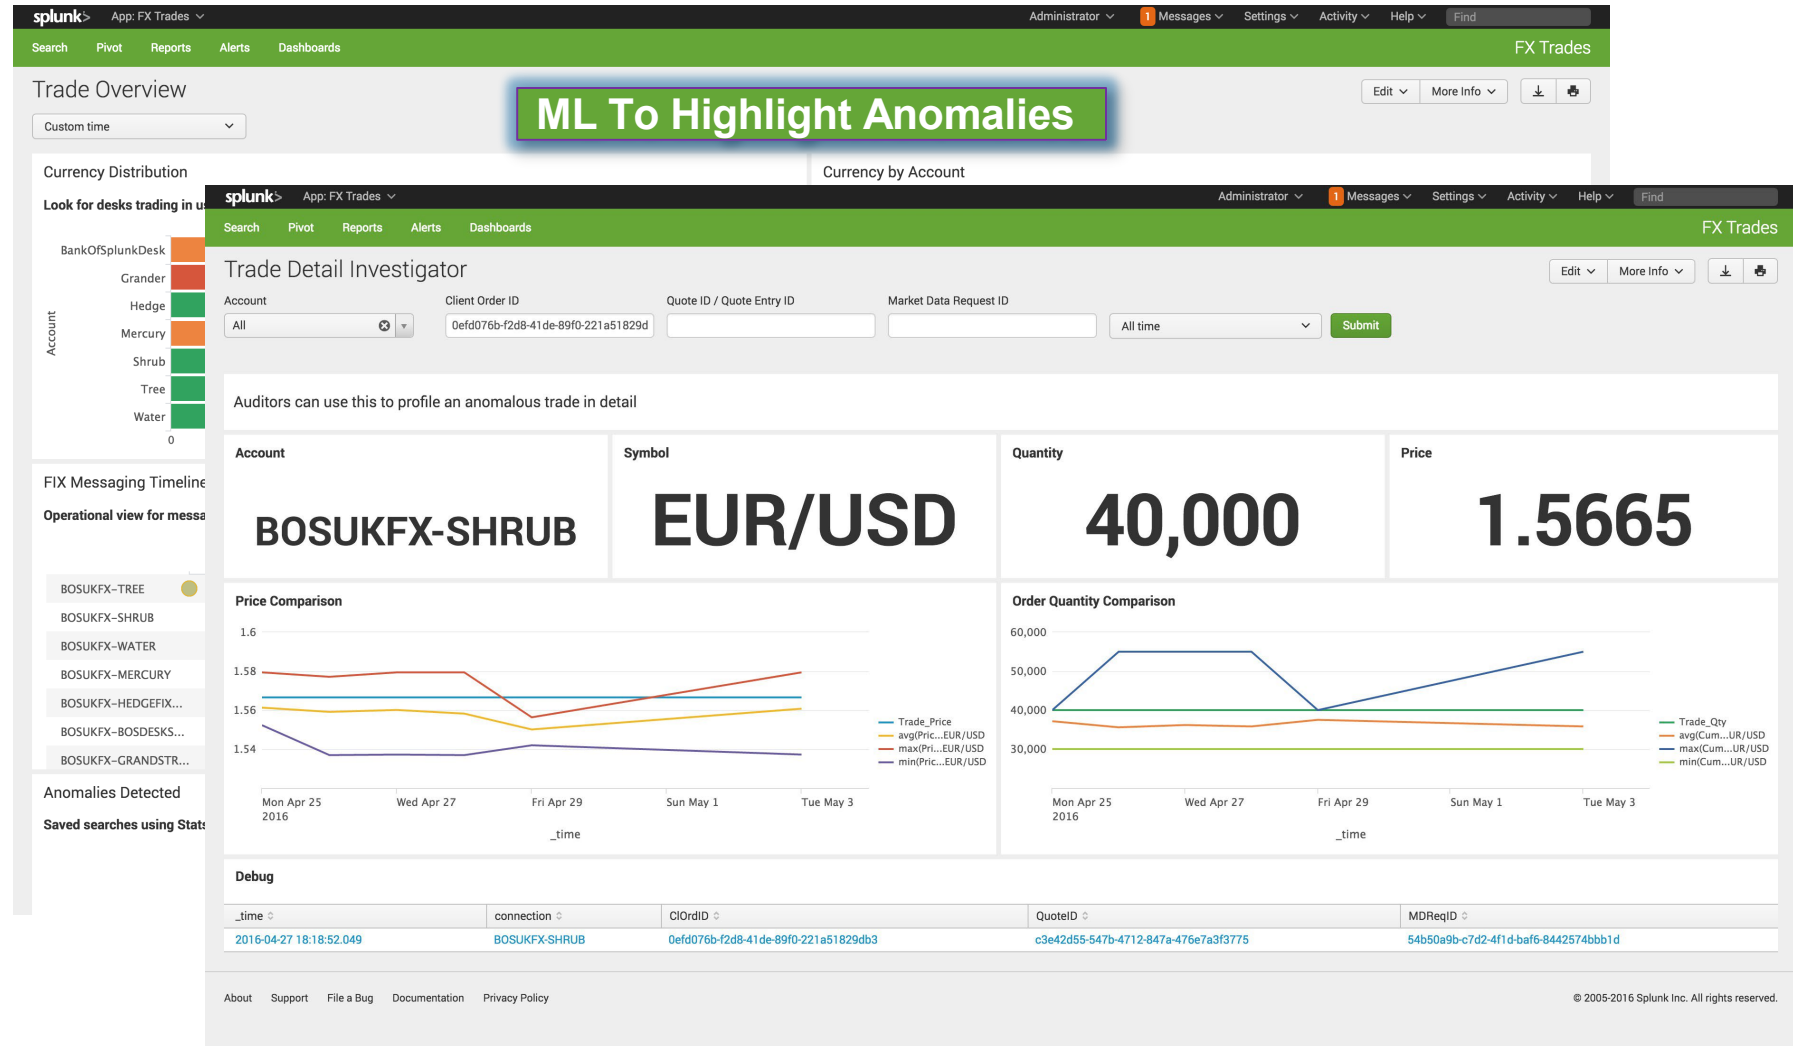 splunk> App: FX Trades Administrator 1 Messages Settings Activity Help Find
Search Pivot Reports Alerts Dashboards FX Trades
Trade Overview
Edit More Info
ML To Highlight Anomalies
Custom time
Currency Distribution
Currency by Account
Look for desks trading in
Account
BankOfSplunkDesk
Grander
Hedge
Mercury
Shrub
Tree
Water
0
FIX Messaging Timeline
Operational view for
BOSUKFX-TREE
BOSUKFX-SHRUB
BOSUKFX-WATER
BOSUKFX-MERCURY
BOSUKFX-HEDGEFIX...
BOSUKFX-BOSDESKS...
BOSUKFX-GRANDSTR...
Anomalies Detected
Saved searches using
splunk> App: FX Trades Administrator 1 Messages Settings Activity Help Find
Search Pivot Reports Alerts Dashboards FX Trades
Trade Detail Investigator
Edit More Info
Account Client Order ID Quote ID / Quote Entry ID Market Data Request ID
All 0efd076b-f2d8-41de-89f0-221a51829d All time Submit
Auditors can use this to profile an anomalous trade in detail
Account Symbol Quantity Price
BOSUKFX-SHRUB EUR/USD 40,000 1.5665
Price Comparison
1.6
1.58
1.56
1.54
Trade_Price
avg(Pric...EUR/USD
max(Pri...EUR/USD
min(Pric...EUR/USD
Mon Apr 25 Wed Apr 27 Fri Apr 29 Sun May 1 Tue May 3
2016
_time
Order Quantity Comparison
60,000
50,000
40,000
30,000
Trade_Qty
avg(Cum...UR/USD
max(Cum...UR/USD
min(Cum...UR/USD
Mon Apr 25 Wed Apr 27 Fri Apr 29 Sun May 1 Tue May 3
2016
_time
Debug
_time connection ClOrdID QuoteID MDReqID
2016-04-27 18:18:52.049 BOSUKFX-SHRUB 0efd076b-f2d8-41de-89f0-221a51829db3 c3e42d55-547b-4712-847a-476e7a3f3775 54b50a9b-c7d2-4f1d-baf6-8442574bbb1d
About Support File a Bug Documentation Privacy Policy
© 2005-2016 Splunk Inc. All rights reserved.